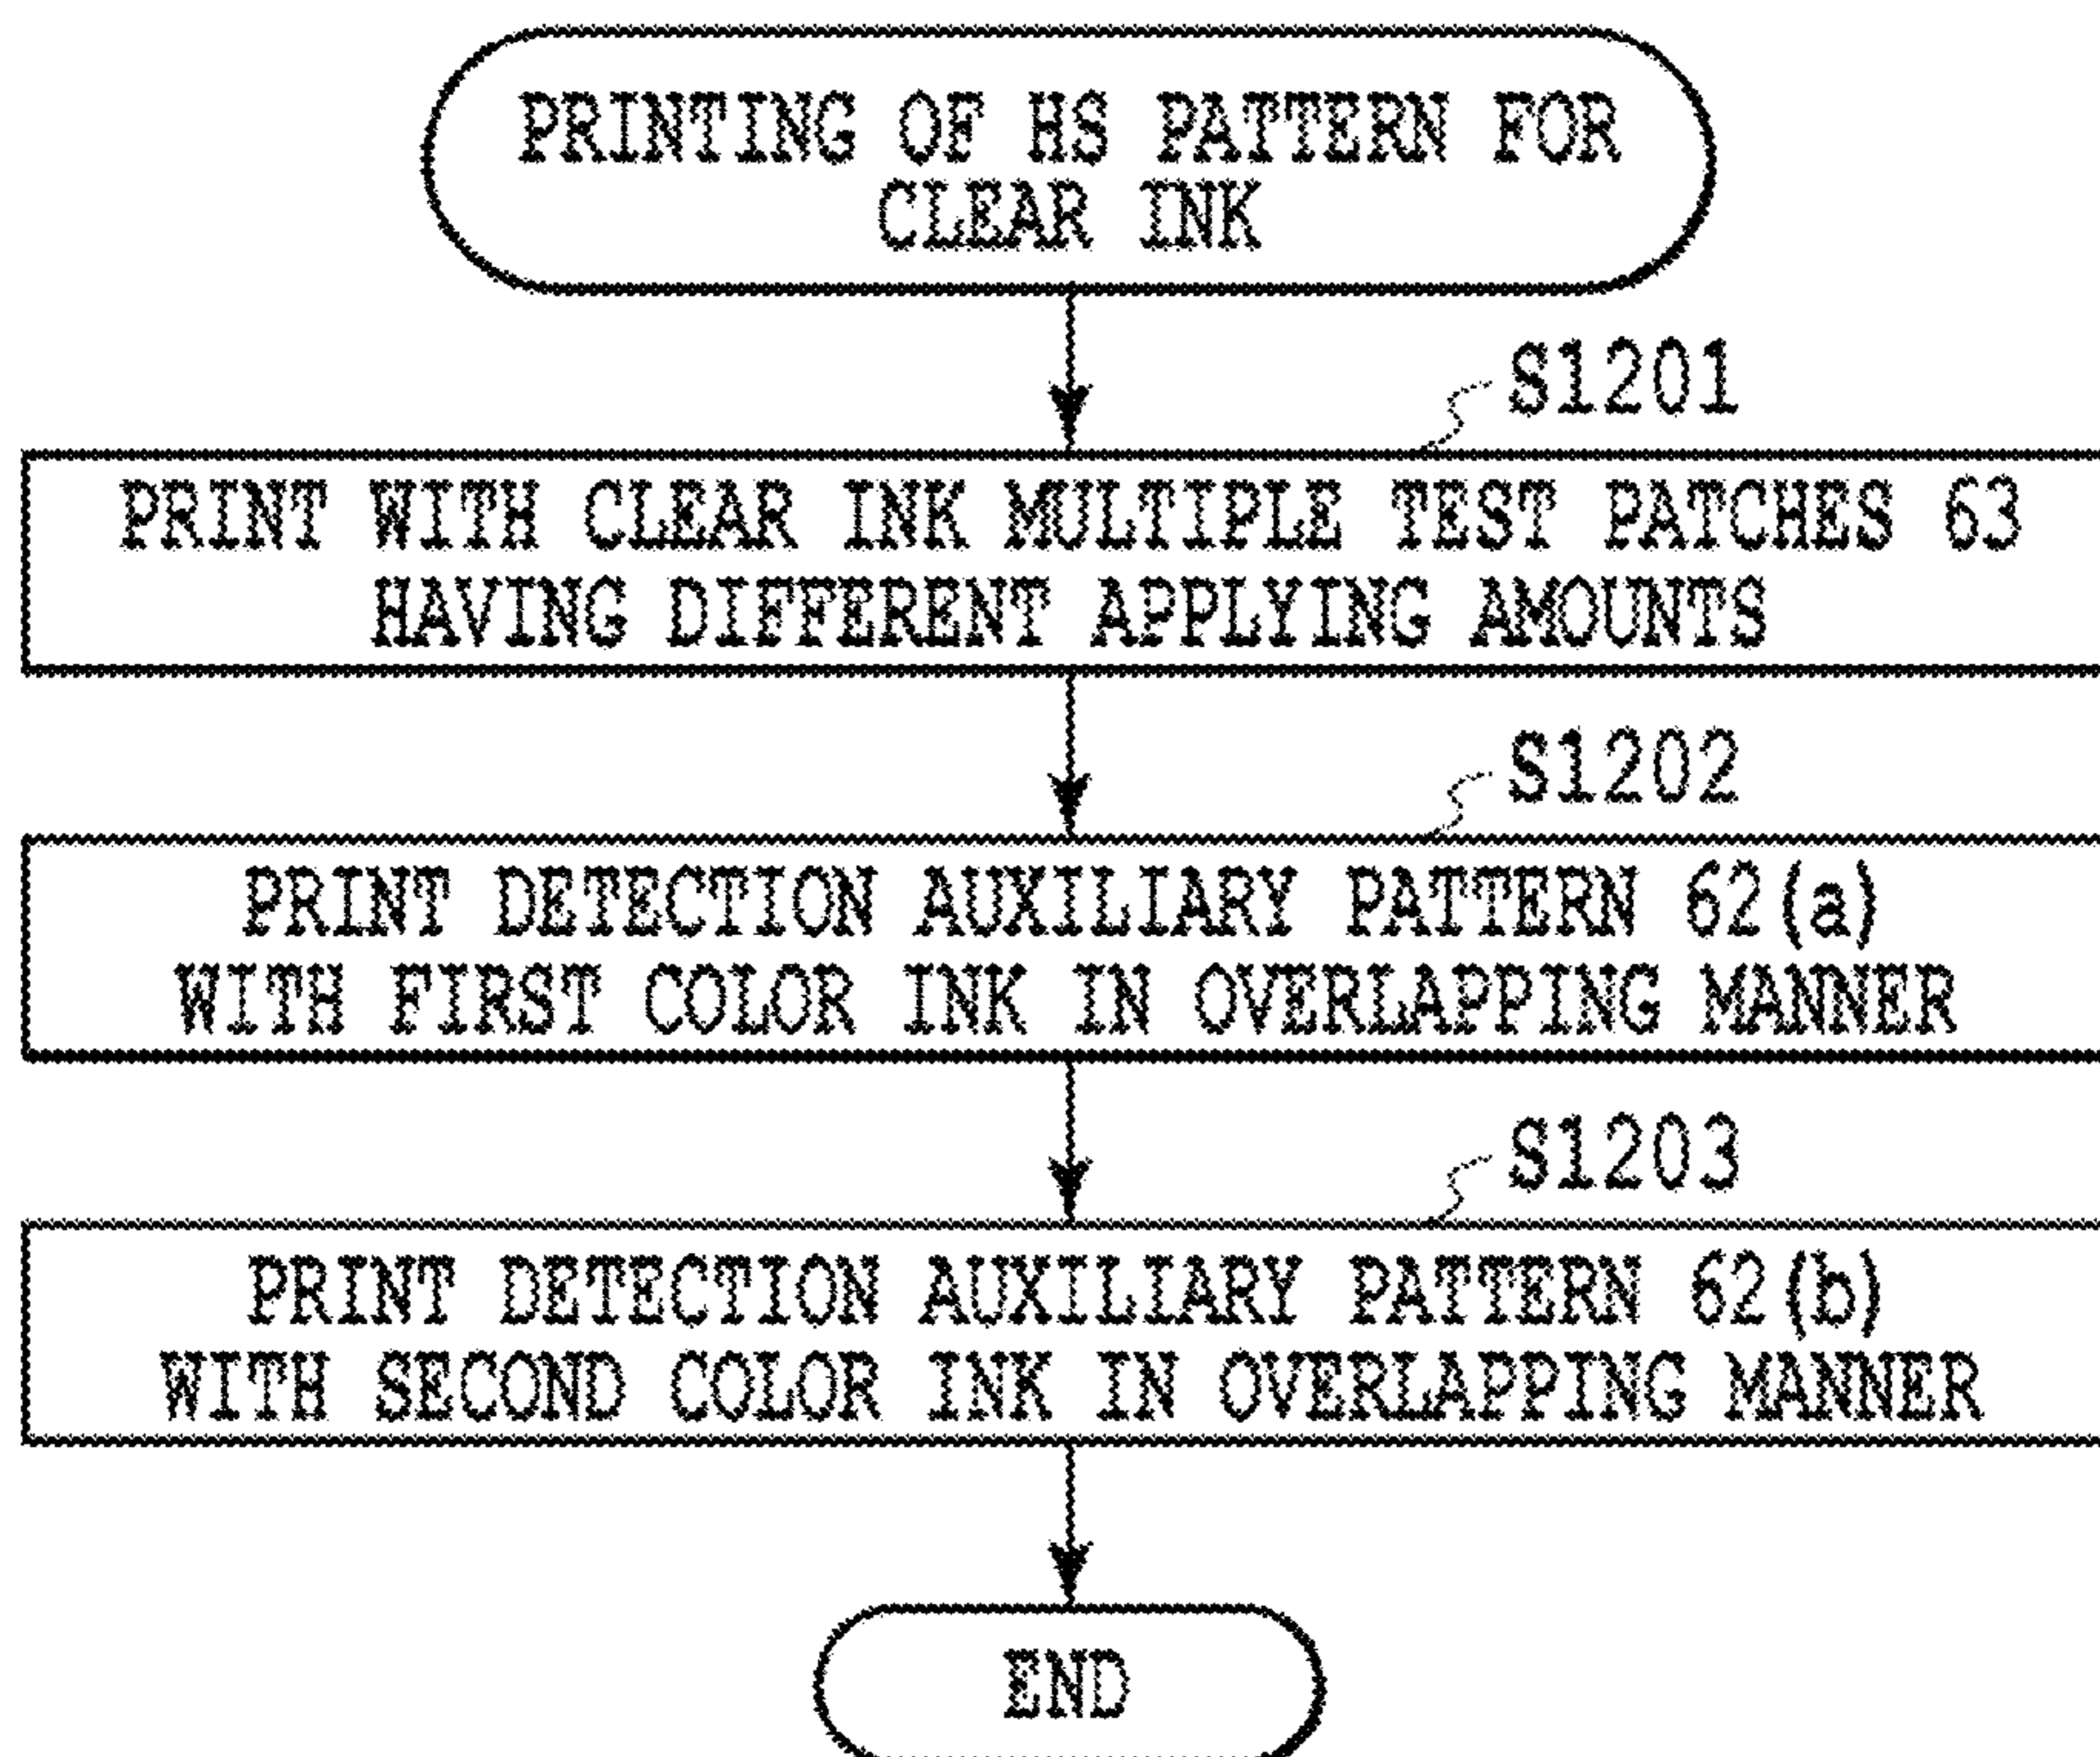 PRINTING OF HS PATTERN FOR
CLEAR INK
S1201
PRINT WITH CLEAR INK MULTIPLE TEST PATCHES 63
HAVING DIFFERENT APPLYING AMOUNTS
S1202
PRINT DETECTION AUXILIARY PATTERN 62(a)
WITH FIRST COLOR INK IN OVERLAPPING MANNER
S1203
PRINT DETECTION AUXILIARY PATTERN 62(b)
WITH SECOND COLOR INK IN OVERLAPPING MANNER
END